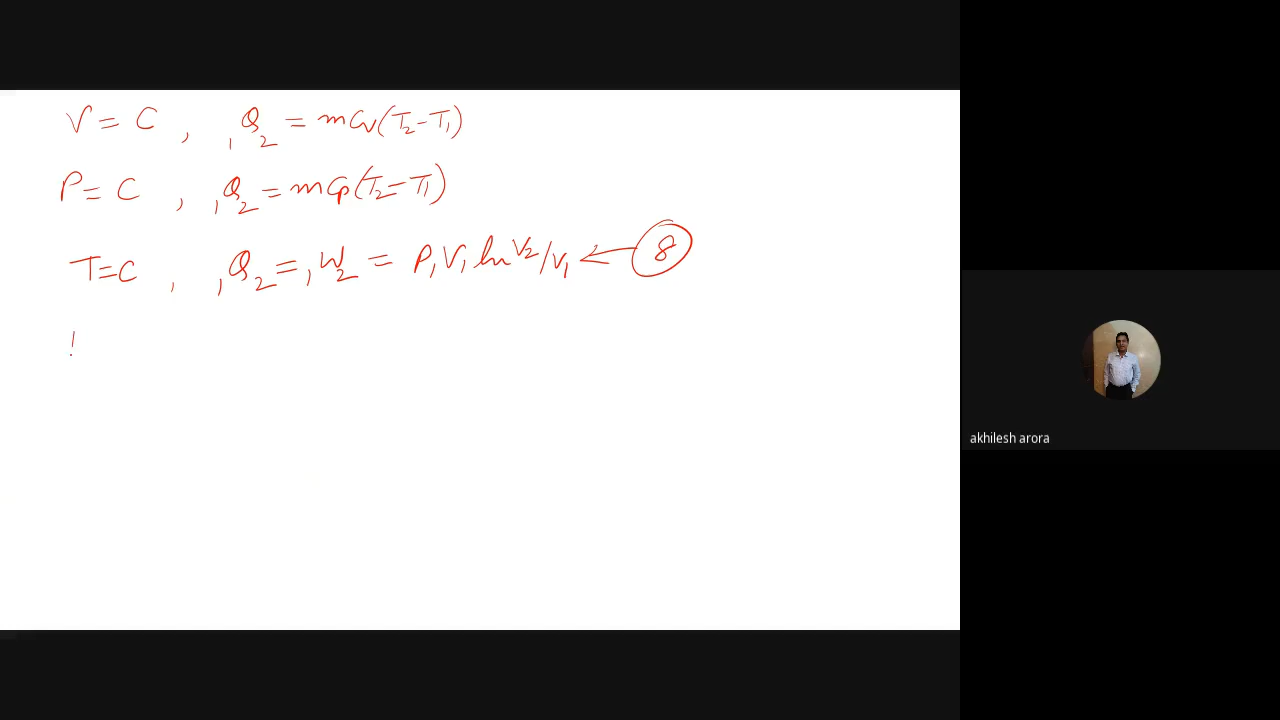 V = C , ₁Q₂ = mCv(T₂ - T₁)
P = C , ₁Q₂ = mCp(T₂ - T₁)
T = C , ₁Q₂ = ₁W₂ = P₁V₁ ln V₂/V₁ ← 8
akhilesh arora